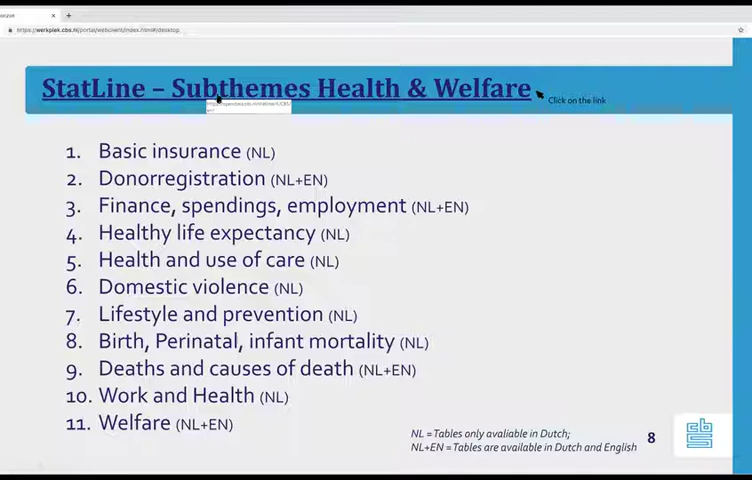 https://werkplek.cbs.nl/portal/webclient/index.html#/desktop
StatLine – Subthemes Health & Welfare
Click on the link
1. Basic insurance (NL)
2. Donorregistration (NL+EN)
3. Finance, spendings, employment (NL+EN)
4. Healthy life expectancy (NL)
5. Health and use of care (NL)
6. Domestic violence (NL)
7. Lifestyle and prevention (NL)
8. Birth, Perinatal, infant mortality (NL)
9. Deaths and causes of death (NL+EN)
10. Work and Health (NL)
11. Welfare (NL+EN)
NL = Tables only avaliable in Dutch;
NL+EN = Tables are available in Dutch and English
8
cbs